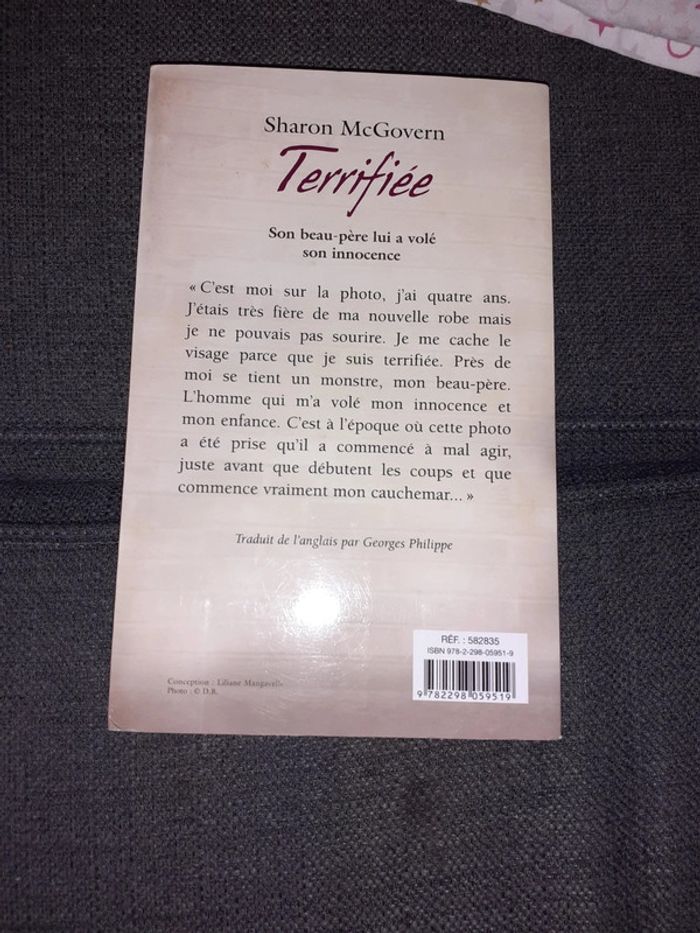 Sharon McGovern
Terrifiée
Son beau-père lui a volé
son innocence
« C'est moi sur la photo, j'ai quatre ans.
J'étais très fière de ma nouvelle robe mais
je ne pouvais pas sourire. Je me cache le
visage parce que je suis terrifiée. Près de
moi se tient un monstre, mon beau-père.
L'homme qui m'a volé mon innocence et
mon enfance. C'est à l'époque où cette photo
a été prise qu'il a commencé à mal agir,
juste avant que débutent les coups et que
commence vraiment mon cauchemar... »
Traduit de l'anglais par Georges Philippe
RÉF. : 582835
ISBN 978-2-298-05951-9
9 782298 059519
Conception : Liliane Mangavelle
Photo : © D.R.